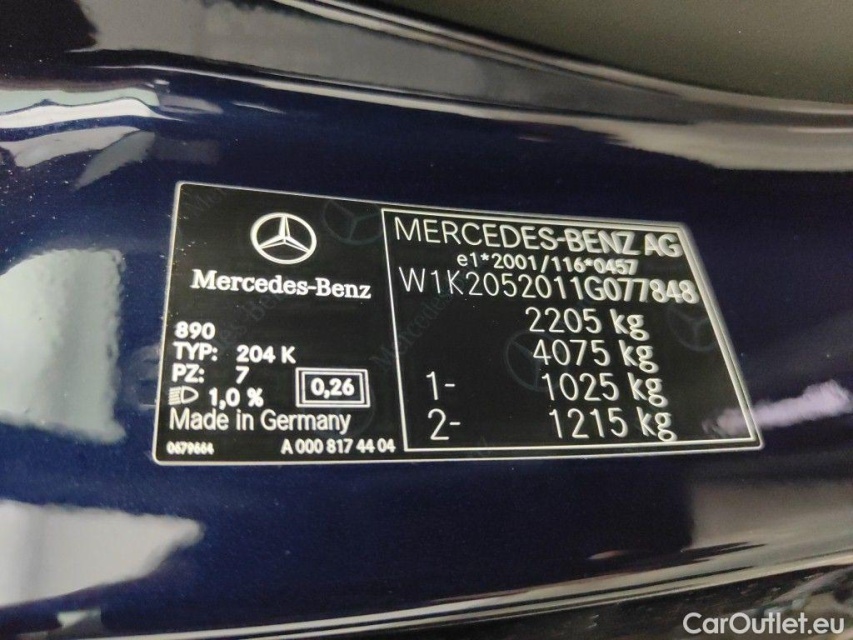 Mercedes-Benz
890
TYP: 204 K
PZ: 7
1,0 %
0,26
Made in Germany
0679664
A 000 817 44 04
MERCEDES-BENZ AG
e1*2001/116*0457
W1K2052011G077848
2205 kg
4075 kg
1- 1025 kg
2- 1215 kg
CarOutlet.eu